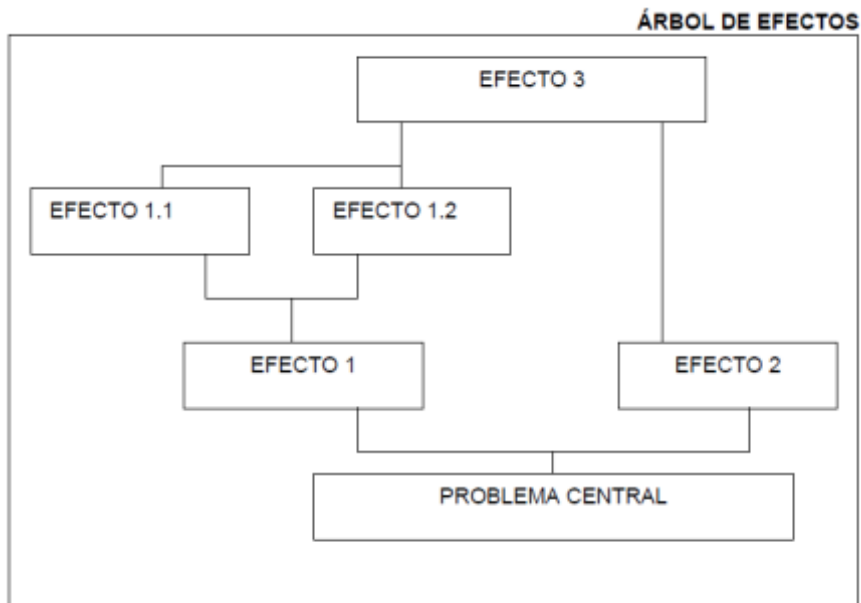 ÁRBOL DE EFECTOS
EFECTO 3
EFECTO 1.1
EFECTO 1.2
EFECTO 1
EFECTO 2
PROBLEMA CENTRAL